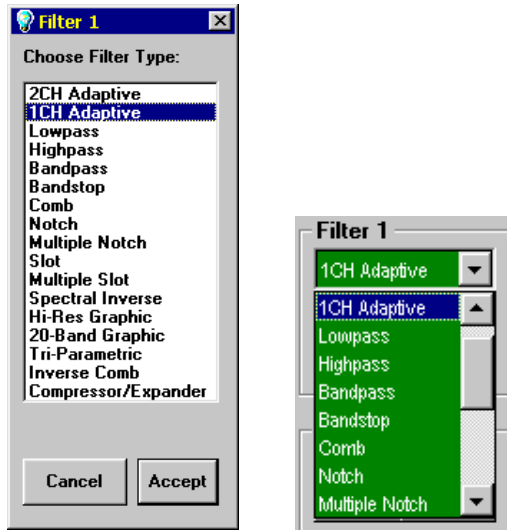 Filter 1
Choose Filter Type:
2CH Adaptive
1CH Adaptive
Lowpass
Highpass
Bandpass
Bandstop
Comb
Notch
Multiple Notch
Slot
Multiple Slot
Spectral Inverse
Hi-Res Graphic
20-Band Graphic
Tri-Parametric
Inverse Comb
Compressor/Expander
Cancel
Accept
Filter 1
1CH Adaptive
1CH Adaptive
Lowpass
Highpass
Bandpass
Bandstop
Comb
Notch
Multiple Notch